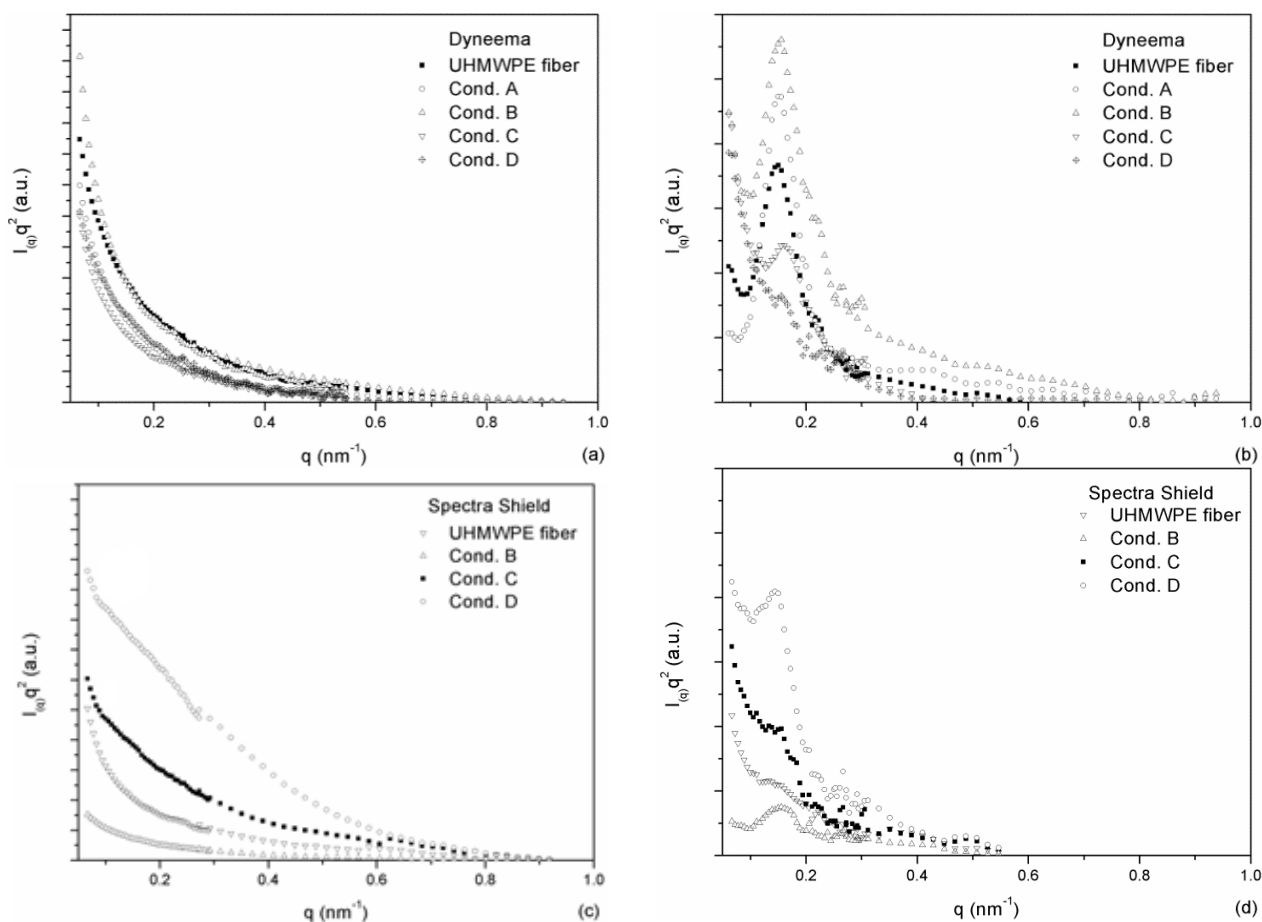 Dyneema
UHMWPE fiber
Cond. A
Cond. B
Cond. C
Cond. D
I(q)q² (a.u.)
0.2 0.4 0.6 0.8 1.0
q (nm⁻¹)
(a)
Dyneema
UHMWPE fiber
Cond. A
Cond. B
Cond. C
Cond. D
I(q)q² (a.u.)
0.2 0.4 0.6 0.8 1.0
q (nm⁻¹)
(b)
Spectra Shield
UHMWPE fiber
Cond. B
Cond. C
Cond. D
I(q)q² (a.u.)
0.2 0.4 0.6 0.8 1.0
q (nm⁻¹)
(c)
Spectra Shield
UHMWPE fiber
Cond. B
Cond. C
Cond. D
I(q)q² (a.u.)
0.2 0.4 0.6 0.8 1.0
q (nm⁻¹)
(d)